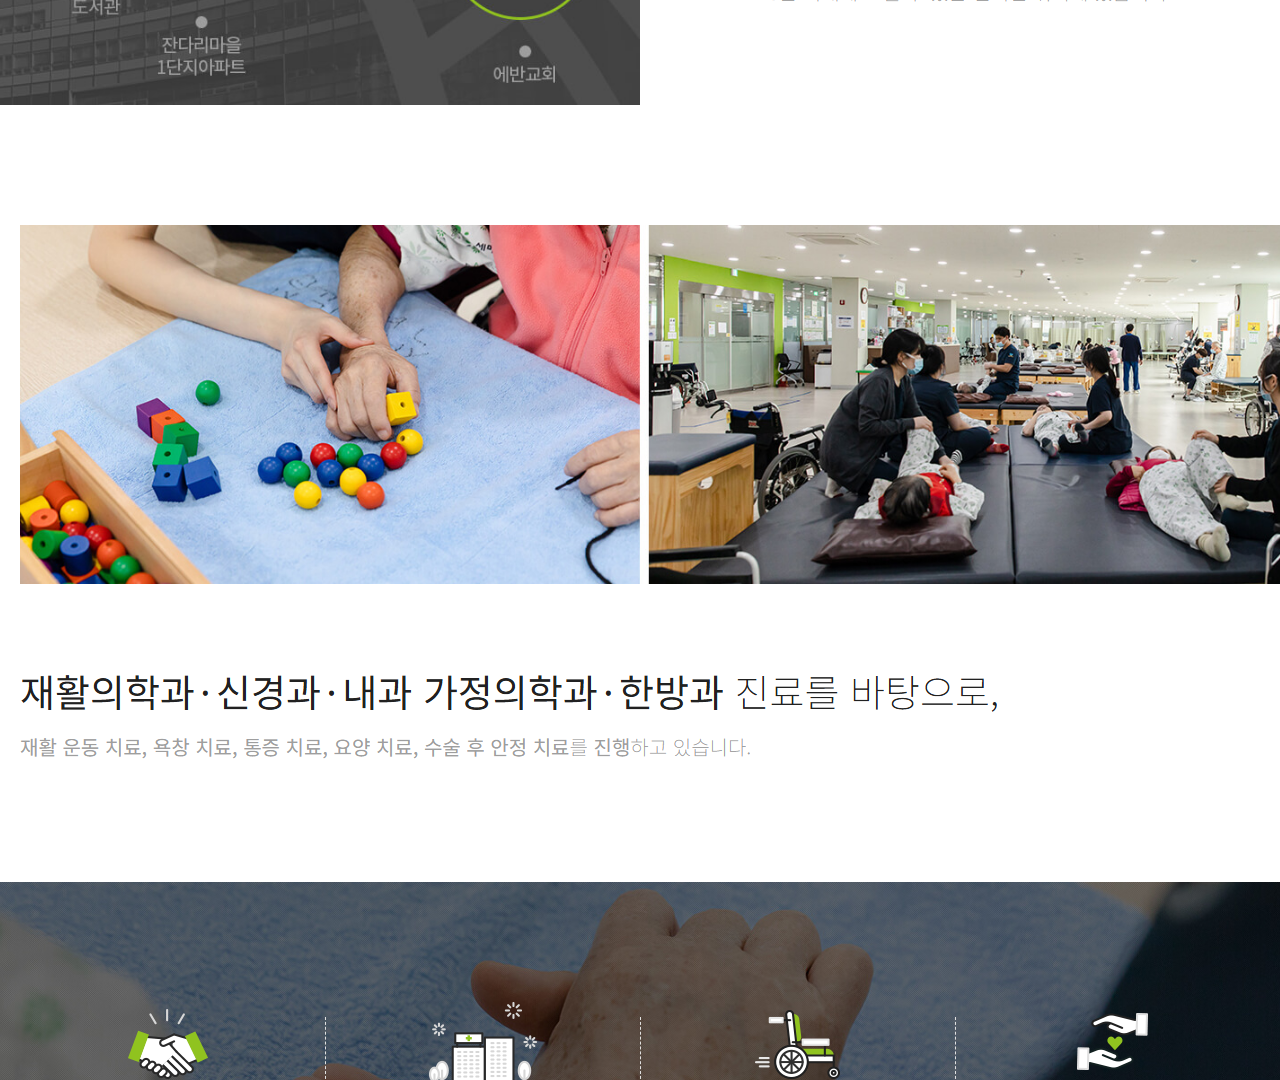 도서관
잔다리마을
1단지아파트
에반교회
재활의학과·신경과·내과 가정의학과·한방과 진료를 바탕으로,
재활 운동 치료, 욕창 치료, 통증 치료, 요양 치료, 수술 후 안정 치료를 진행하고 있습니다.